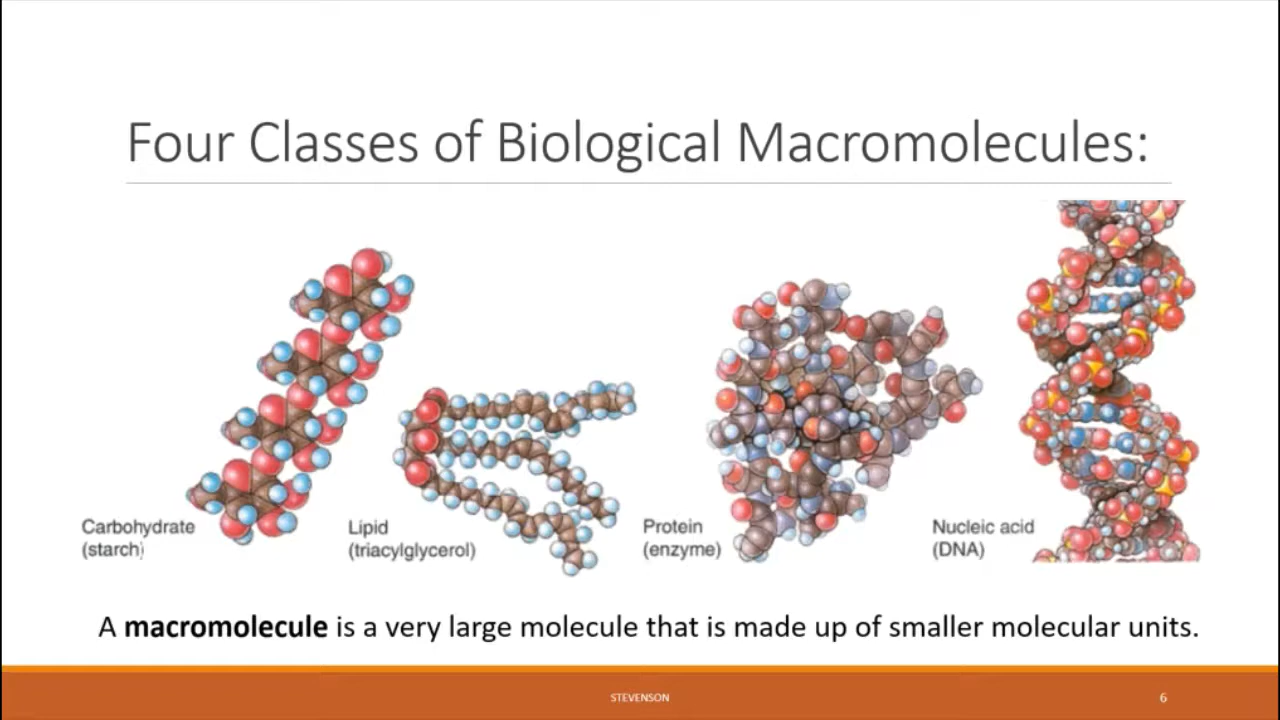 Four Classes of Biological Macromolecules:
Carbohydrate
(starch)
Lipid
(triacylglycerol)
Protein
(enzyme)
Nucleic acid
(DNA)
A macromolecule is a very large molecule that is made up of smaller molecular units.
STEVENSON
6